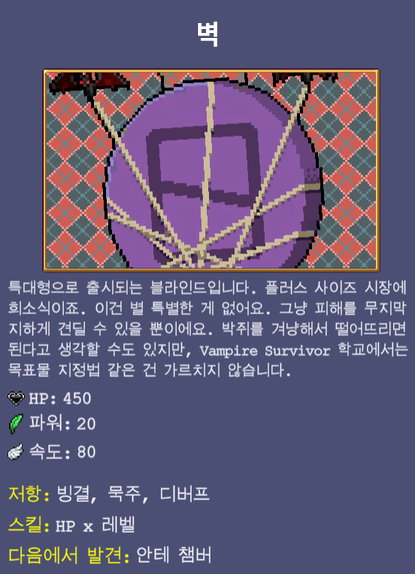 벽
특대형으로 출시되는 블라인드입니다. 플러스 사이즈 시장에
희소식이죠. 이건 별 특별한 게 없어요. 그냥 피해를 무지막
지하게 견딜 수 있을 뿐이에요. 박쥐를 겨냥해서 떨어뜨리면
된다고 생각할 수도 있지만, Vampire Survivor 학교에서는
목표물 지정법 같은 건 가르치지 않습니다.
HP: 450
파워: 20
속도: 80
저항: 빙결, 묵주, 디버프
스킬: HP x 레벨
다음에서 발견: 안테 챔버